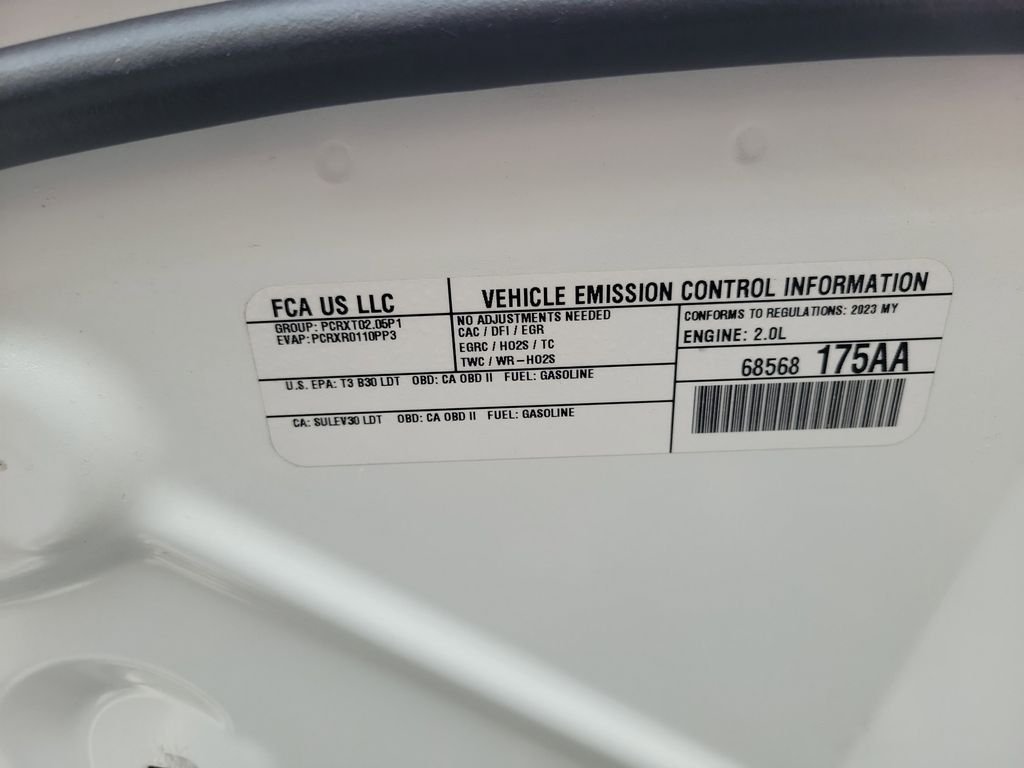 FCA US LLC
GROUP: PCRXT02.05P1
EVAP: PCRXR0110PP3
VEHICLE EMISSION CONTROL INFORMATION
NO ADJUSTMENTS NEEDED
CAC / DFI / EGR
EGRC / HO2S / TC
TWC / WR-HO2S
CONFORMS TO REGULATIONS: 2023 MY
ENGINE: 2.0L
68568 175AA
U.S. EPA: T3 B30 LDT OBD: CA OBD II FUEL: GASOLINE
CA: SULEV30 LDT OBD: CA OBD II FUEL: GASOLINE